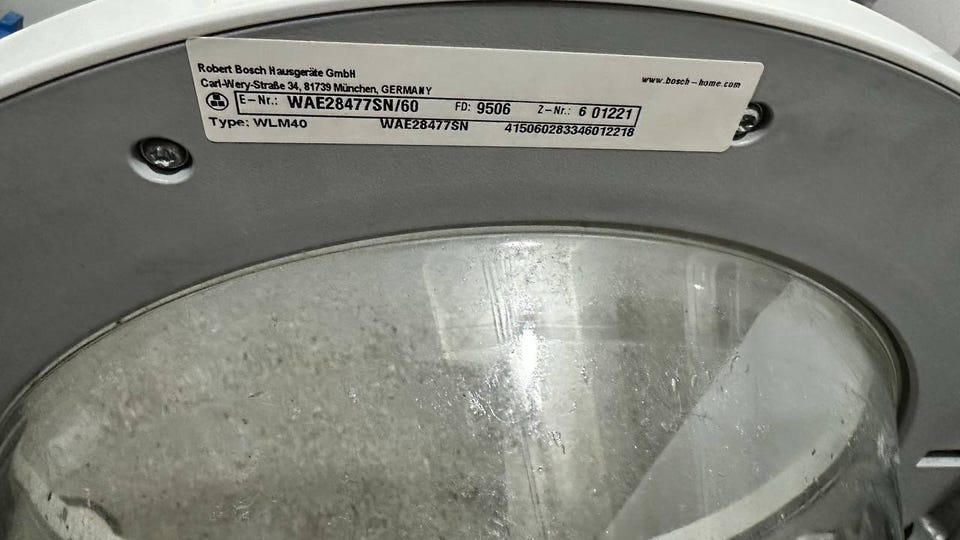 Robert Bosch Hausgeräte GmbH
Carl-Wery-Straße 34, 81739 München, GERMANY
www.bosch-home.com
E-Nr.: WAE28477SN/60 FD: 9506 Z-Nr.: 6 01221
Type: WLM40 WAE28477SN 415060283346012218